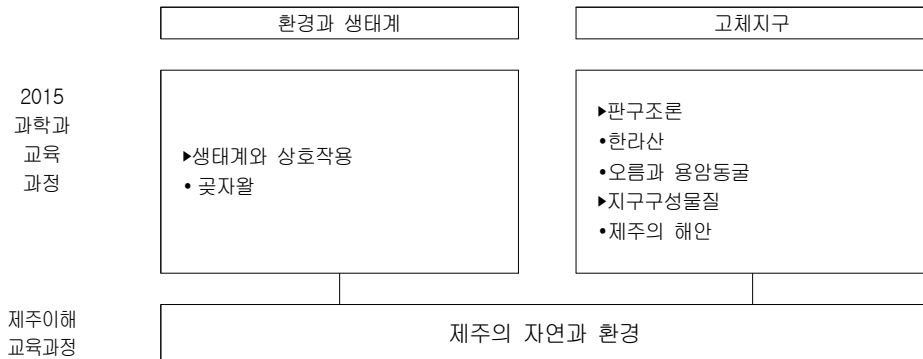 환경과 생태계
고체지구
2015
과학과
교육
과정
▶생태계와 상호작용
• 곶자왈
▶판구조론
•한라산
•오름과 용암동굴
▶지구구성물질
•제주의 해안
제주이해
교육과정
제주의 자연과 환경